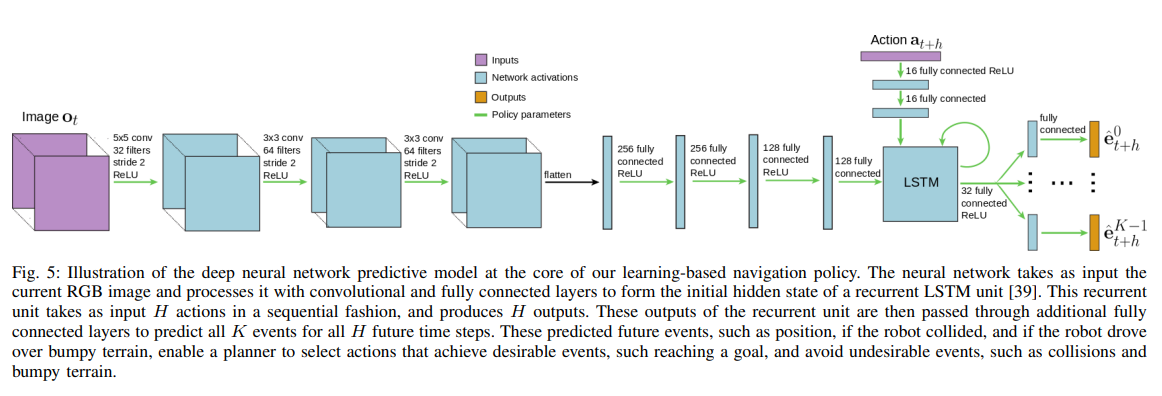 Action a_{t+h}
Inputs
Network activations
Outputs
Policy parameters
16 fully connected ReLU
16 fully connected
Image o_t
5x5 conv
32 filters
stride 2
ReLU
3x3 conv
64 filters
stride 2
ReLU
3x3 conv
64 filters
stride 2
ReLU
flatten
256 fully
connected
ReLU
256 fully
connected
ReLU
128 fully
connected
ReLU
128 fully
connected
LSTM
32 fully
connected
ReLU
fully
connected
ê^0_{t+h}
...
ê^{K−1}_{t+h}
Fig. 5: Illustration of the deep neural network predictive model at the core of our learning-based navigation policy. The neural network takes as input the
current RGB image and processes it with convolutional and fully connected layers to form the initial hidden state of a recurrent LSTM unit [39]. This recurrent
unit takes as input H actions in a sequential fashion, and produces H outputs. These outputs of the recurrent unit are then passed through additional fully
connected layers to predict all K events for all H future time steps. These predicted future events, such as position, if the robot collided, and if the robot drove
over bumpy terrain, enable a planner to select actions that achieve desirable events, such reaching a goal, and avoid undesirable events, such as collisions and
bumpy terrain.